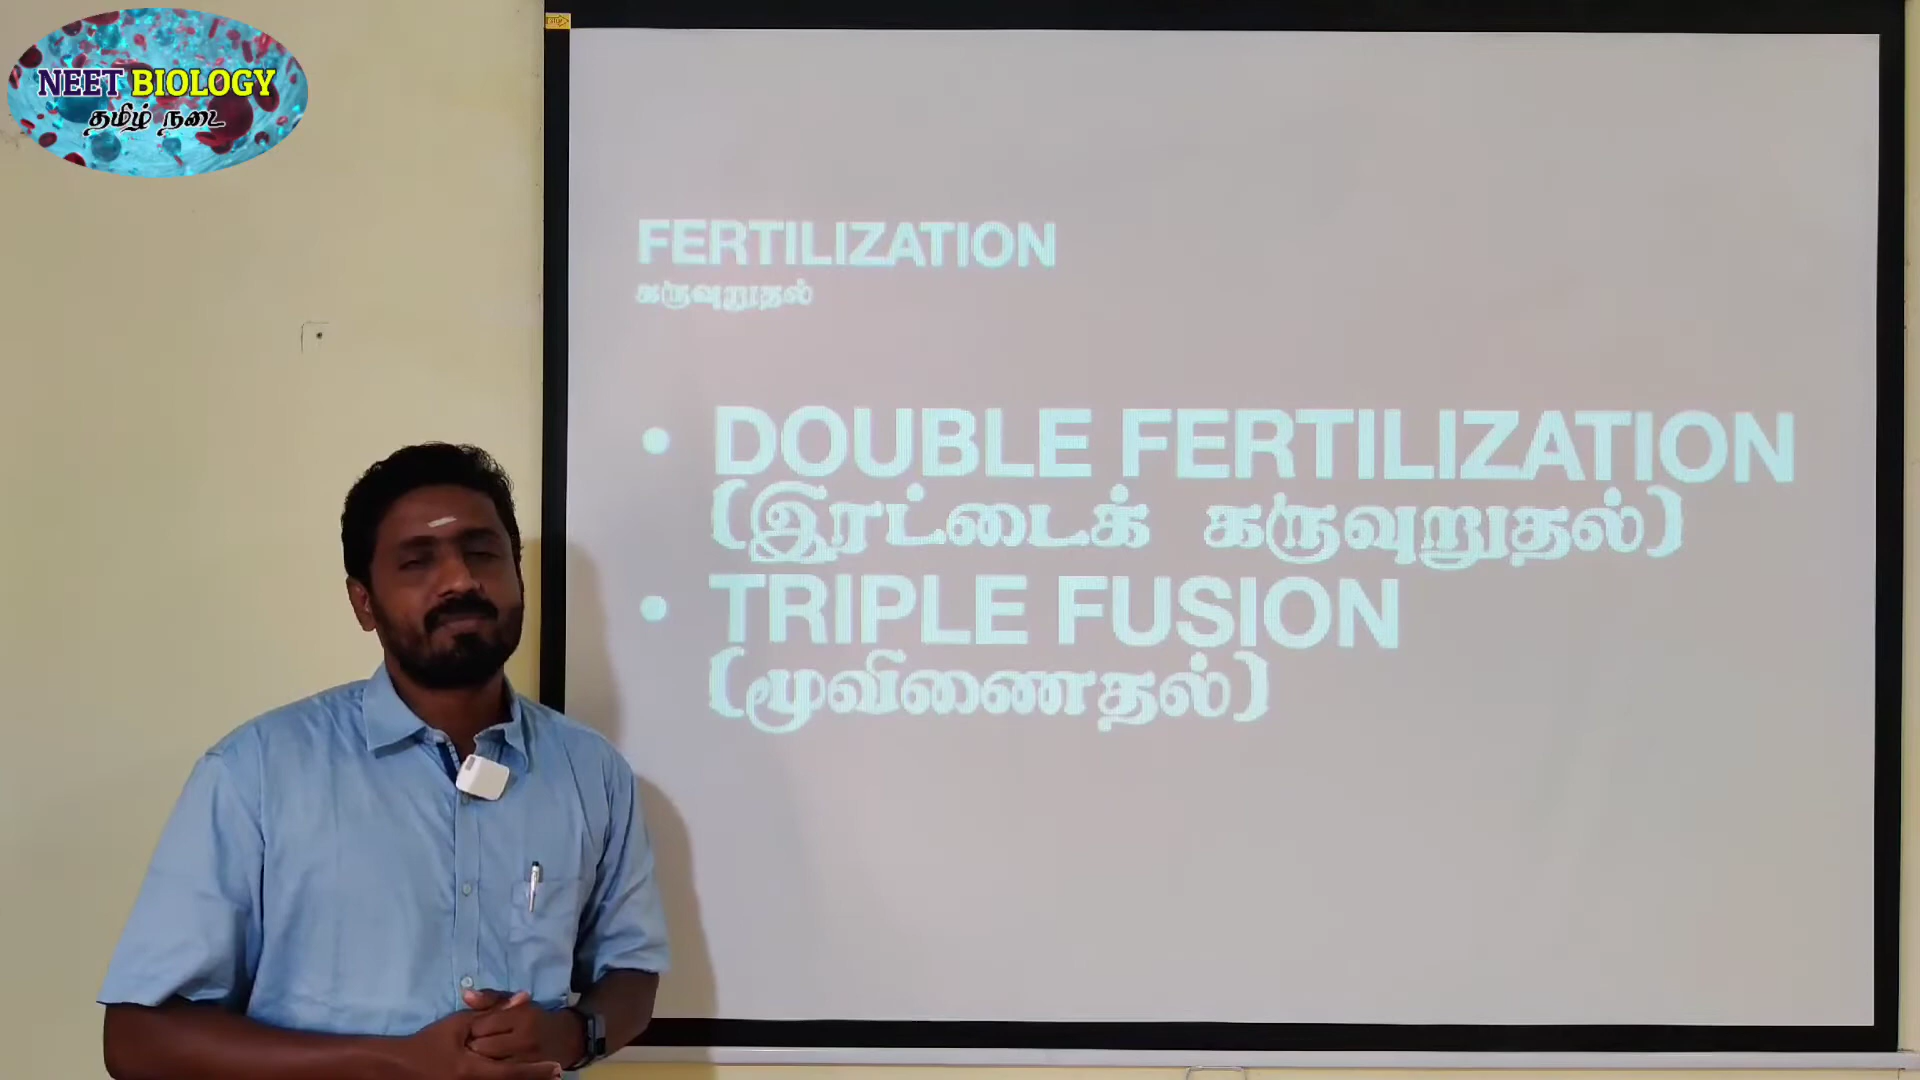 NEET BIOLOGY
தமிழ் நடை
FERTILIZATION
கருவுறுதல்
• DOUBLE FERTILIZATION
(இரட்டைக் கருவுறுதல்)
• TRIPLE FUSION
(மூவிணைதல்)